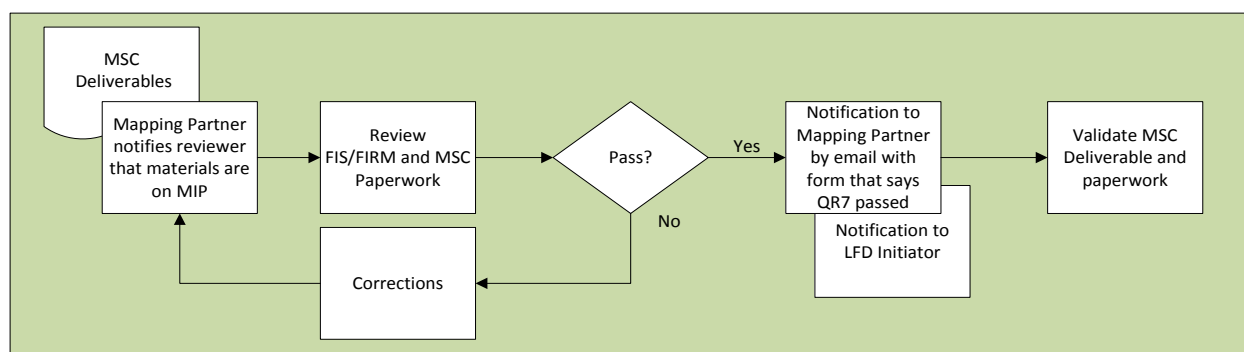 MSC
Deliverables
Mapping Partner
notifies reviewer
that materials are
on MIP
Review
FIS/FIRM and MSC
Paperwork
Pass?
Yes
No
Notification to
Mapping Partner
by email with
form that says
QR7 passed
Notification to
LFD Initiator
Validate MSC
Deliverable and
paperwork
Corrections